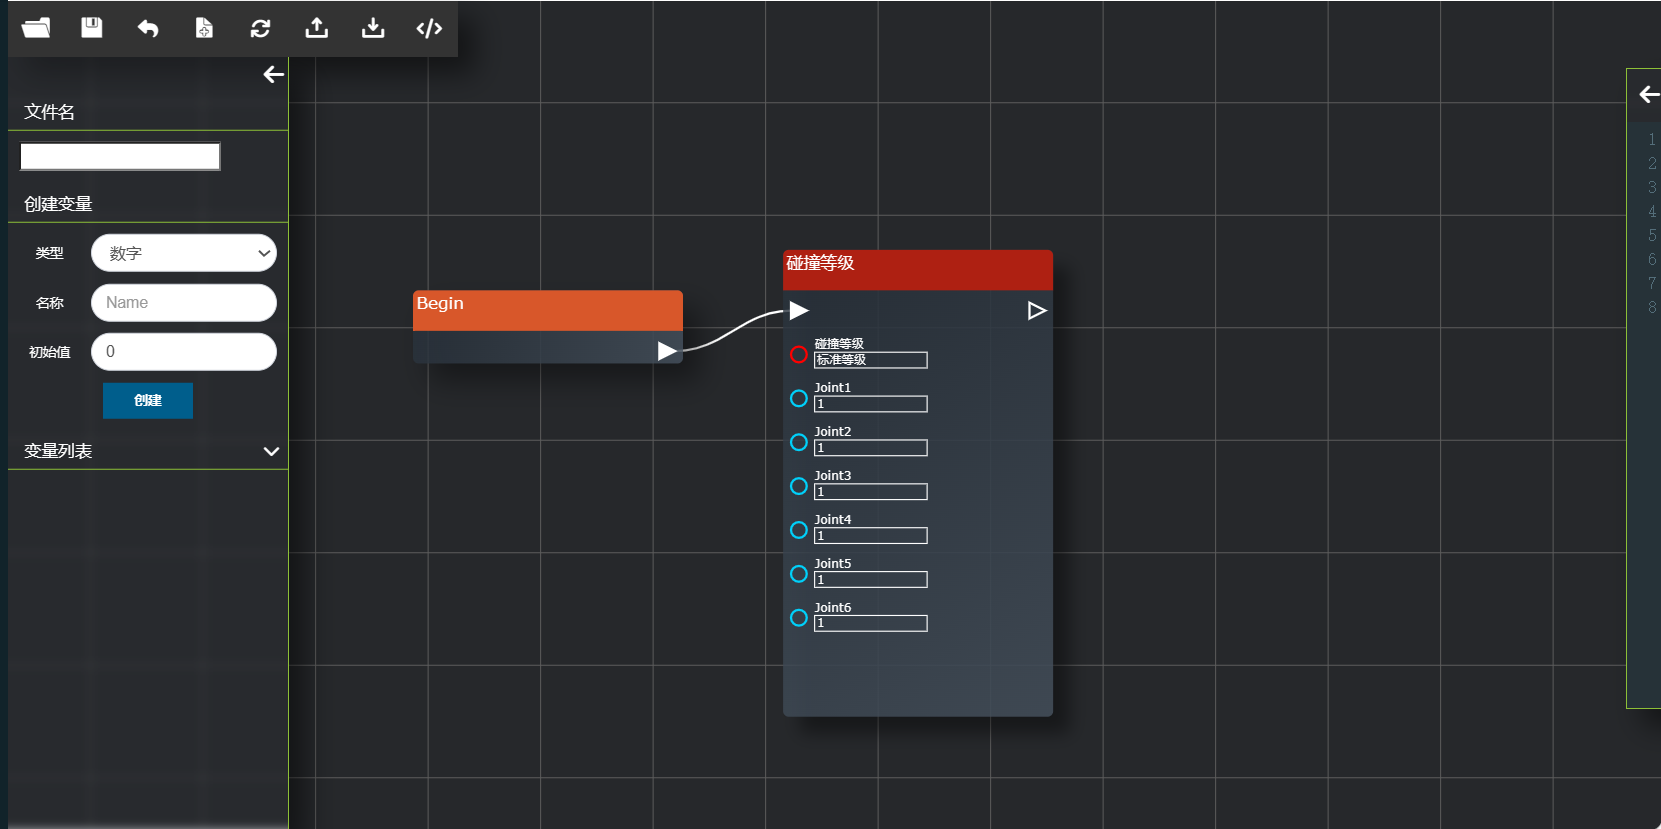 文件名
创建变量
类型
数字
名称
Name
初始值
0
创建
变量列表
Begin
碰撞等级
碰撞等级
标准等级
Joint1
1
Joint2
1
Joint3
1
Joint4
1
Joint5
1
Joint6
1
1
2
3
4
5
6
7
8